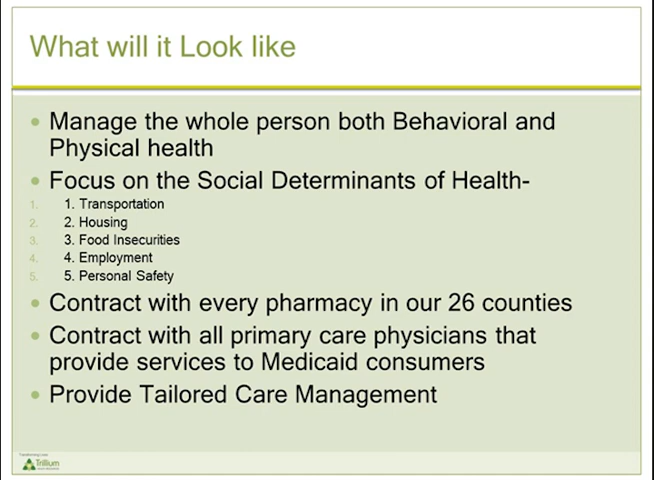 What will it Look like
• Manage the whole person both Behavioral and
Physical health
• Focus on the Social Determinants of Health-
1. 1. Transportation
2. 2. Housing
3. 3. Food Insecurities
4. 4. Employment
5. 5. Personal Safety
• Contract with every pharmacy in our 26 counties
• Contract with all primary care physicians that
provide services to Medicaid consumers
• Provide Tailored Care Management
Trillium